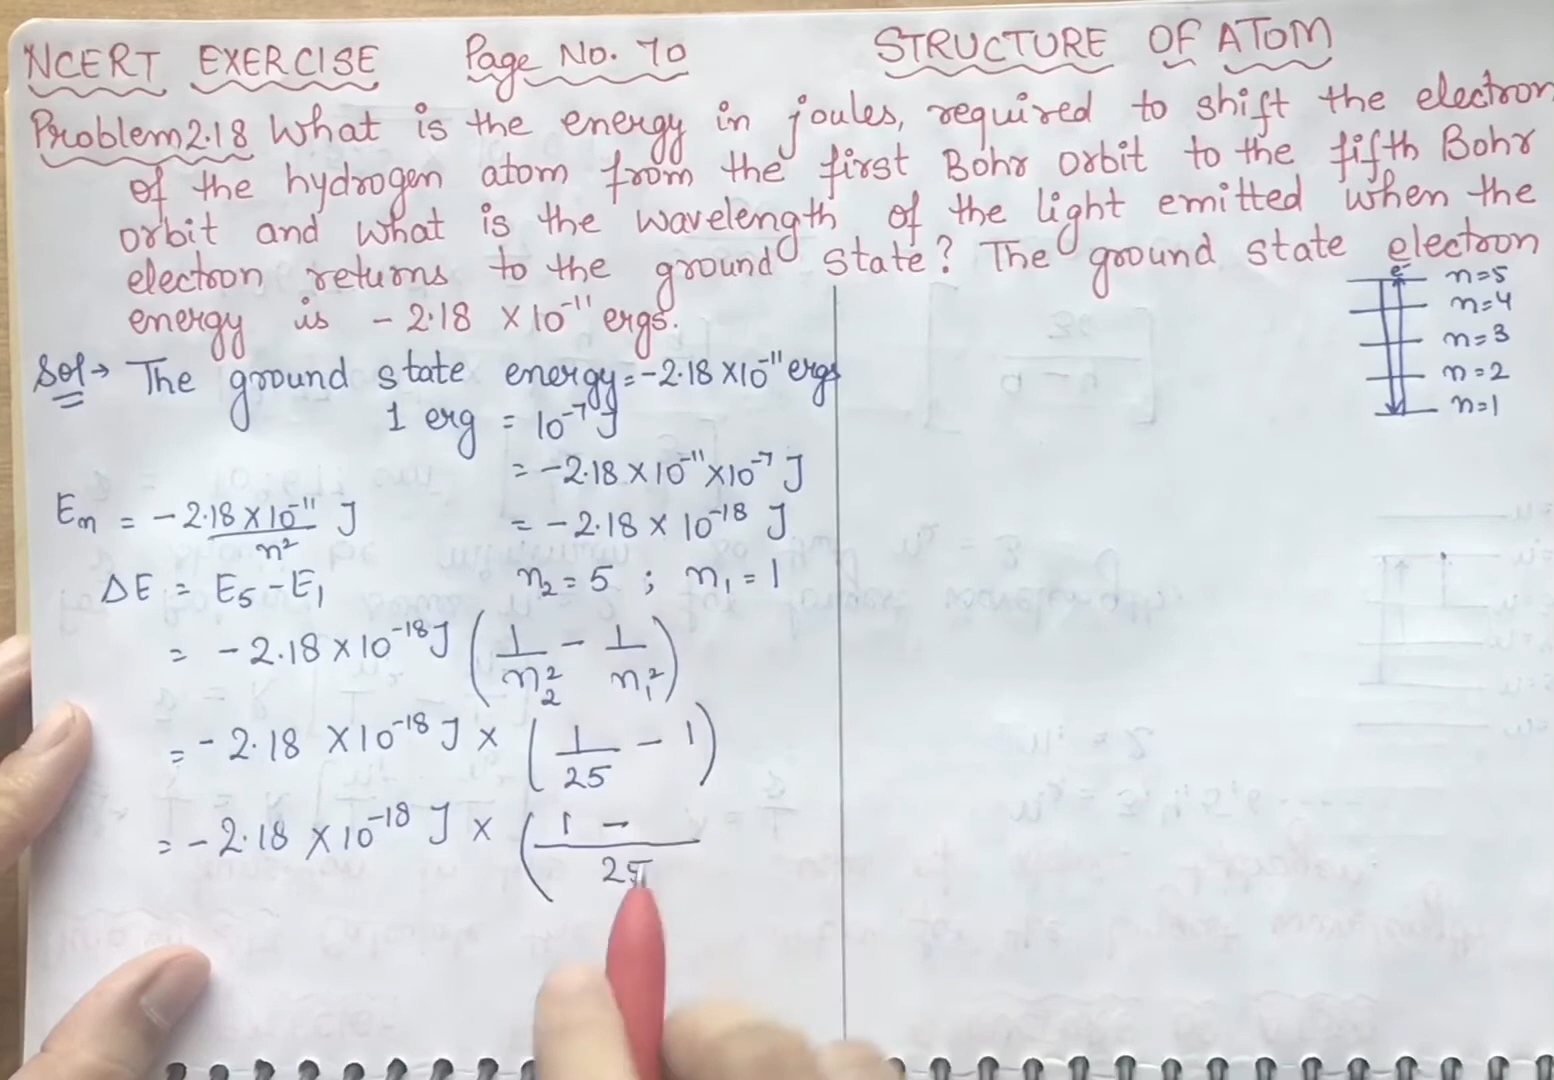 NCERT EXERCISE Page No. 70 STRUCTURE OF ATOM
Problem 2.18 What is the energy in joules, required to shift the electron
of the hydrogen atom from the first Bohr orbit to the fifth Bohr
orbit and what is the wavelength of the light emitted when the
electron returns to the ground state? The ground state electron
energy is - 2.18 × 10⁻¹¹ ergs.
e⁻ n=5
n=4
n=3
n=2
n=1
Sol→ The ground state energy = -2.18 ×10⁻¹¹ ergs
1 erg = 10⁻⁷ J
= -2.18 × 10⁻¹¹ × 10⁻⁷ J
= - 2.18 × 10⁻¹⁸ J
Eₙ = - 2.18 × 10⁻¹¹ / n² J
n₂ = 5 ; n₁ = 1
ΔE = E₅ - E₁
= - 2.18 × 10⁻¹⁸ J (1/n₂² - 1/n₁²)
= - 2.18 × 10⁻¹⁸ J × (1/25 - 1)
= - 2.18 × 10⁻¹⁸ J × (1 - / 25